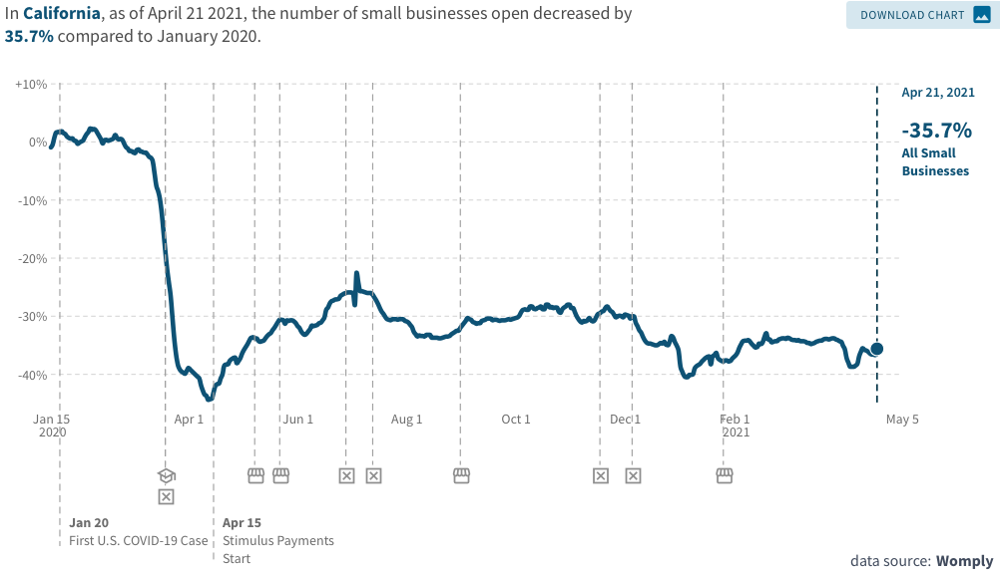 In California, as of April 21 2021, the number of small businesses open decreased by
35.7% compared to January 2020.
DOWNLOAD CHART
+10%
0%
-10%
-20%
-30%
-40%
Apr 21, 2021
-35.7%
All Small
Businesses
Jan 15
2020
Apr 1
Jun 1
Aug 1
Oct 1
Dec 1
Feb 1
2021
May 5
Jan 20
First U.S. COVID-19 Case
Apr 15
Stimulus Payments
Start
data source: Womply